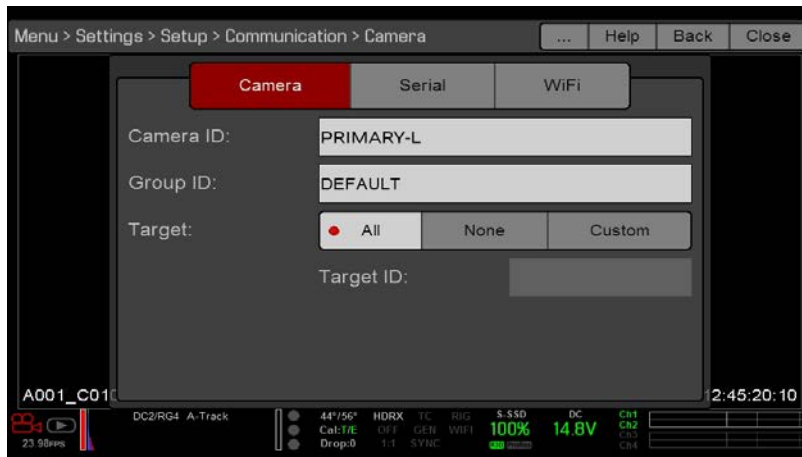 Menu > Settings > Setup > Communication > Camera ... Help Back Close
Camera Serial WiFi
Camera ID: PRIMARY-L
Group ID: DEFAULT
Target: All None Custom
Target ID:
A001_C010 2:45:20:10
DC2/RG4 A-Track 44°/56° HDRX TC RIG S-SSD DC Ch1
Cal:T/E OFF GEN WIFI 100% 14.8V Ch2
23.98FPS Drop:0 1:1 SYNC Ch3
Ch4